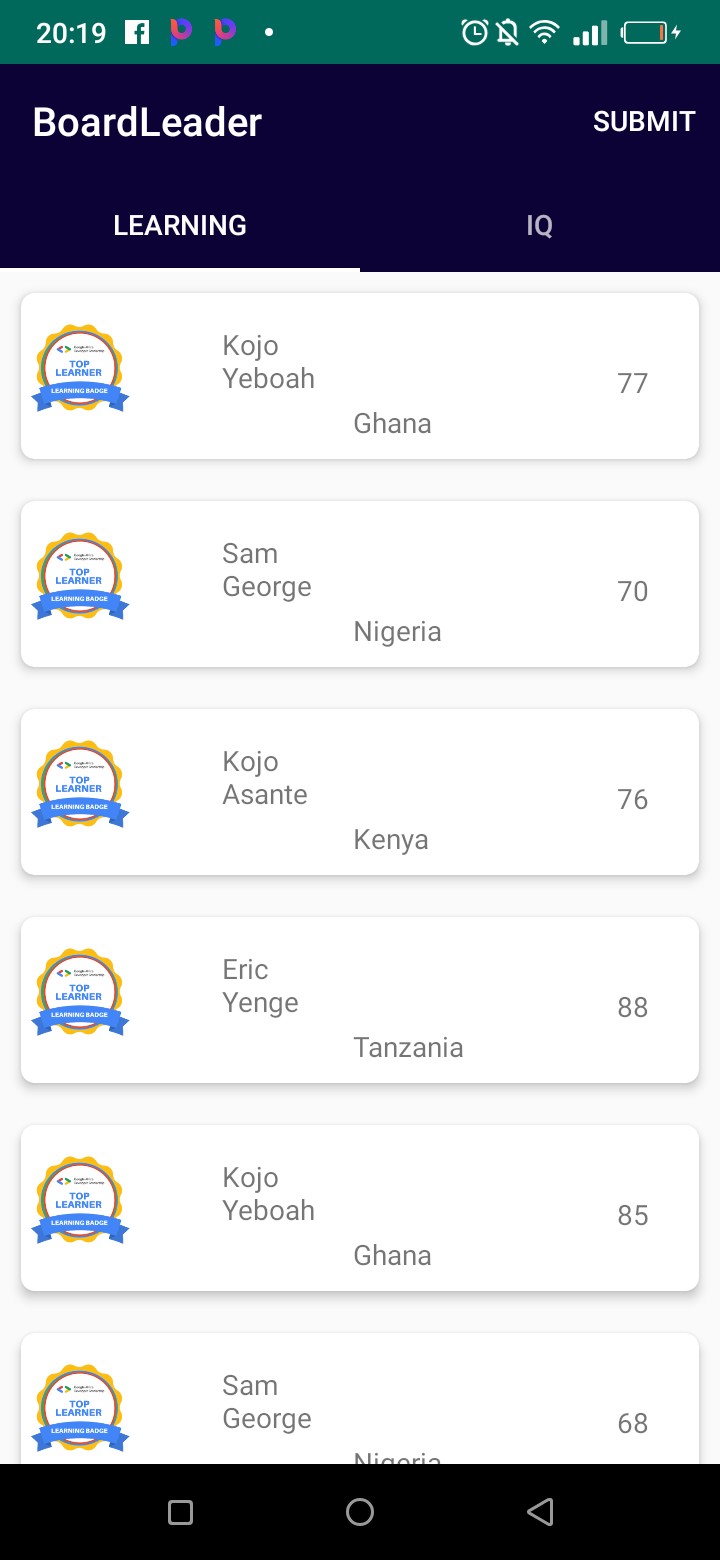 20:19
BoardLeader
SUBMIT
LEARNING
IQ
TOP
LEARNER
LEARNING BADGE
Kojo
Yeboah
77
Ghana
TOP
LEARNER
LEARNING BADGE
Sam
George
70
Nigeria
TOP
LEARNER
LEARNING BADGE
Kojo
Asante
76
Kenya
TOP
LEARNER
LEARNING BADGE
Eric
Yenge
88
Tanzania
TOP
LEARNER
LEARNING BADGE
Kojo
Yeboah
85
Ghana
TOP
LEARNER
LEARNING BADGE
Sam
George
68
Nigeria